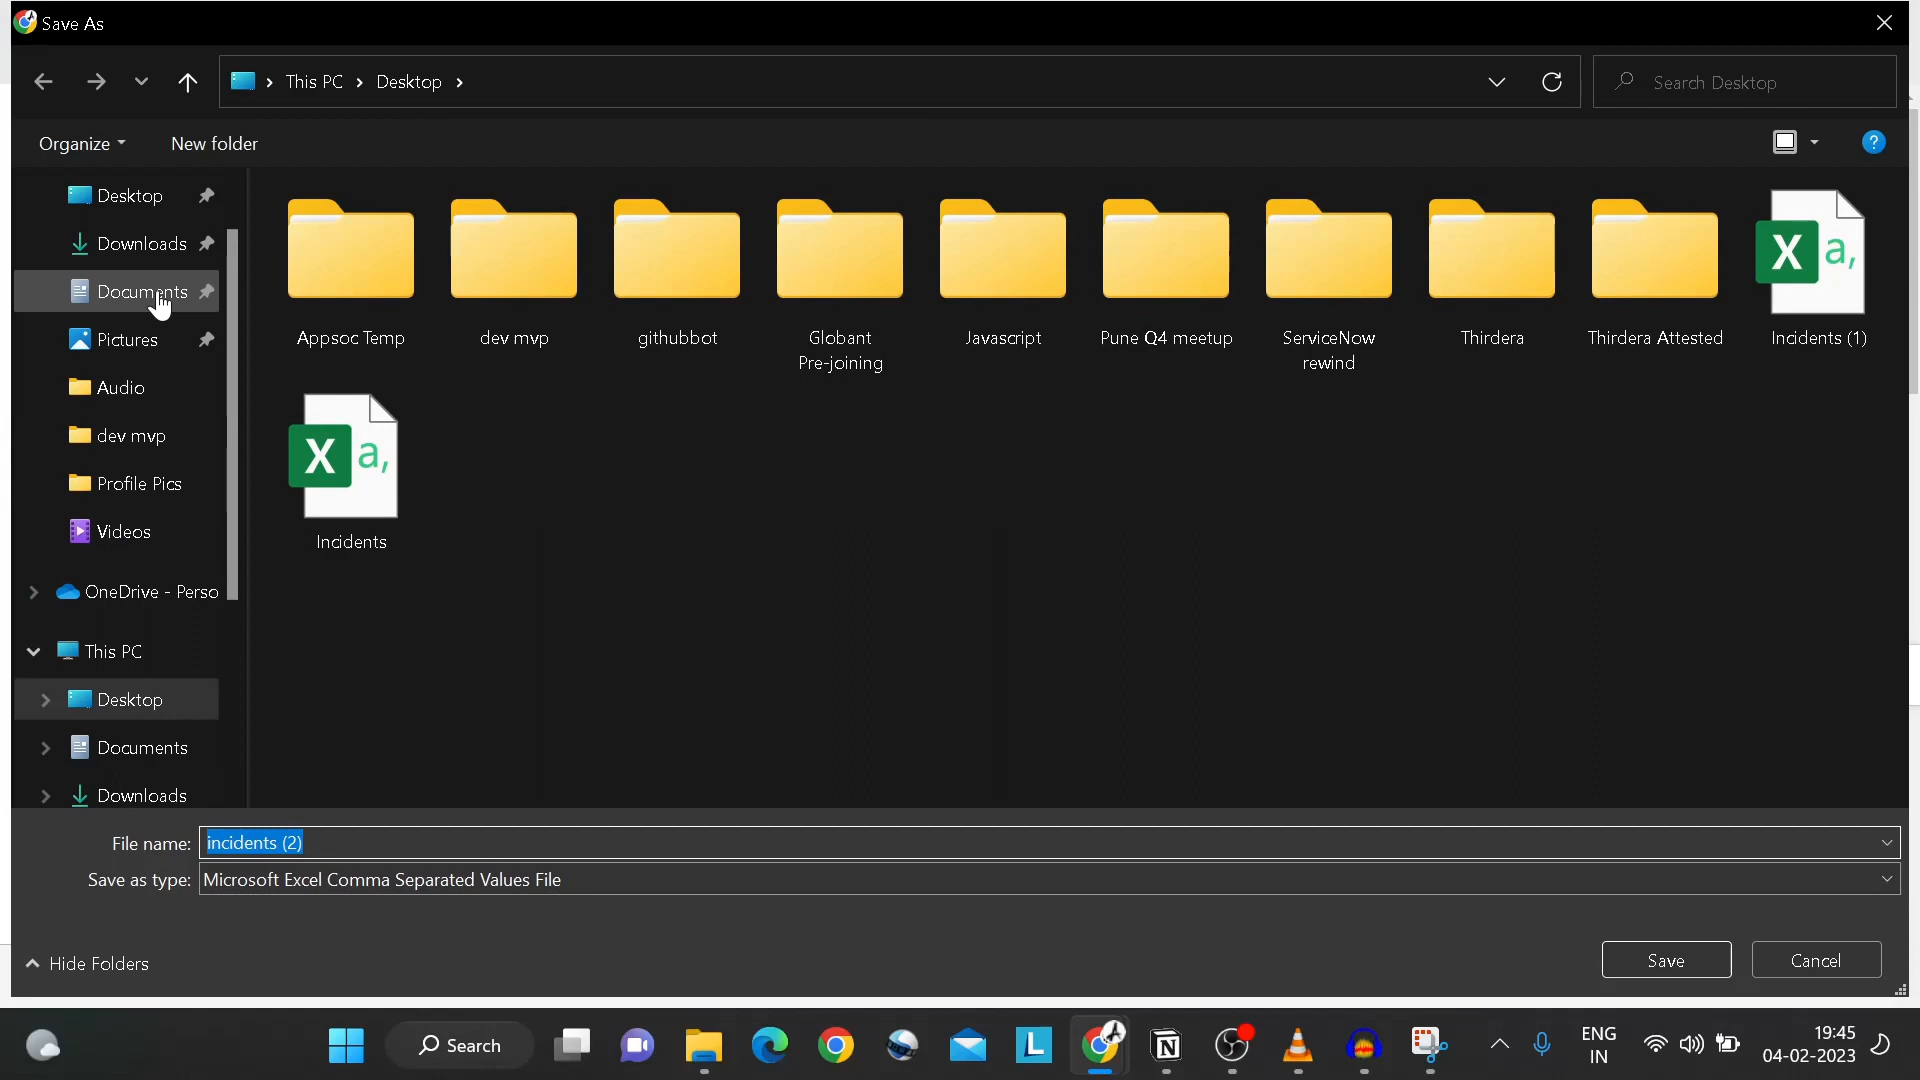 Save As
This PC
Desktop
Search Desktop
Organize
New folder
?
Desktop
Downloads
Documents
Pictures
Audio
dev mvp
Profile Pics
Videos
OneDrive - Perso
This PC
Desktop
Documents
Downloads
Appsoc Temp
dev mvp
githubbot
Globant
Pre-joining
Javascript
Pune Q4 meetup
ServiceNow
rewind
Thirdera
Thirdera Attested
X a,
Incidents (1)
X a,
Incidents
File name: incidents (2)
Save as type: Microsoft Excel Comma Separated Values File
Hide Folders
Save
Cancel
Search
L
N
ENG
IN
19:45
04-02-2023